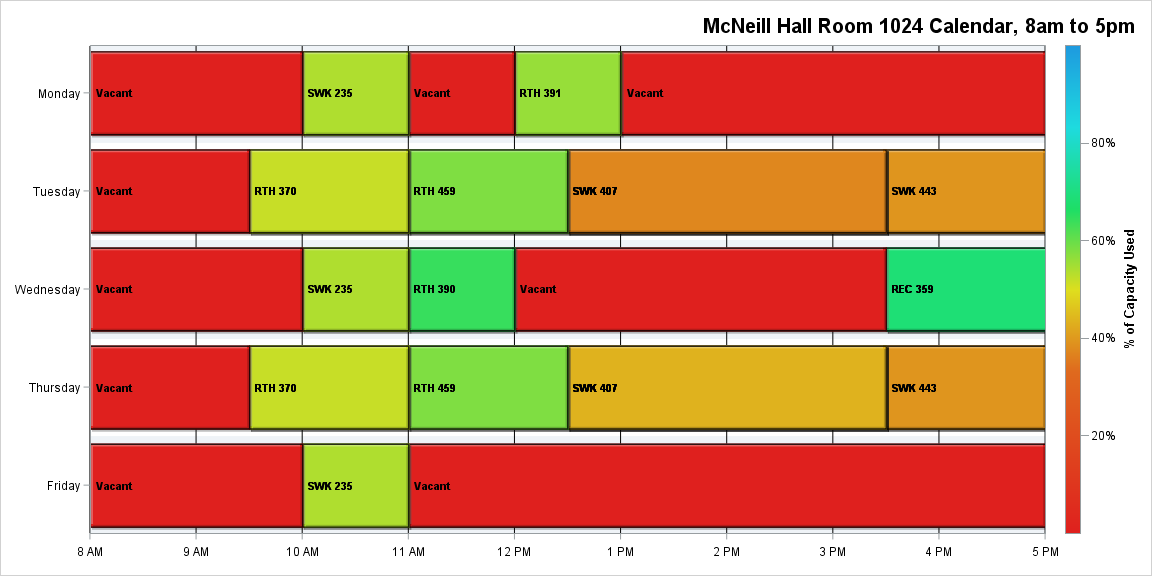 McNeill Hall Room 1024 Calendar, 8am to 5pm
Monday
Vacant
SWK 235
Vacant
RTH 391
Vacant
Tuesday
Vacant
RTH 370
RTH 459
SWK 407
SWK 443
Wednesday
Vacant
SWK 235
RTH 390
Vacant
REC 359
Thursday
Vacant
RTH 370
RTH 459
SWK 407
SWK 443
Friday
Vacant
SWK 235
Vacant
8 AM
9 AM
10 AM
11 AM
12 PM
1 PM
2 PM
3 PM
4 PM
5 PM
80%
60%
40%
20%
% of Capacity Used